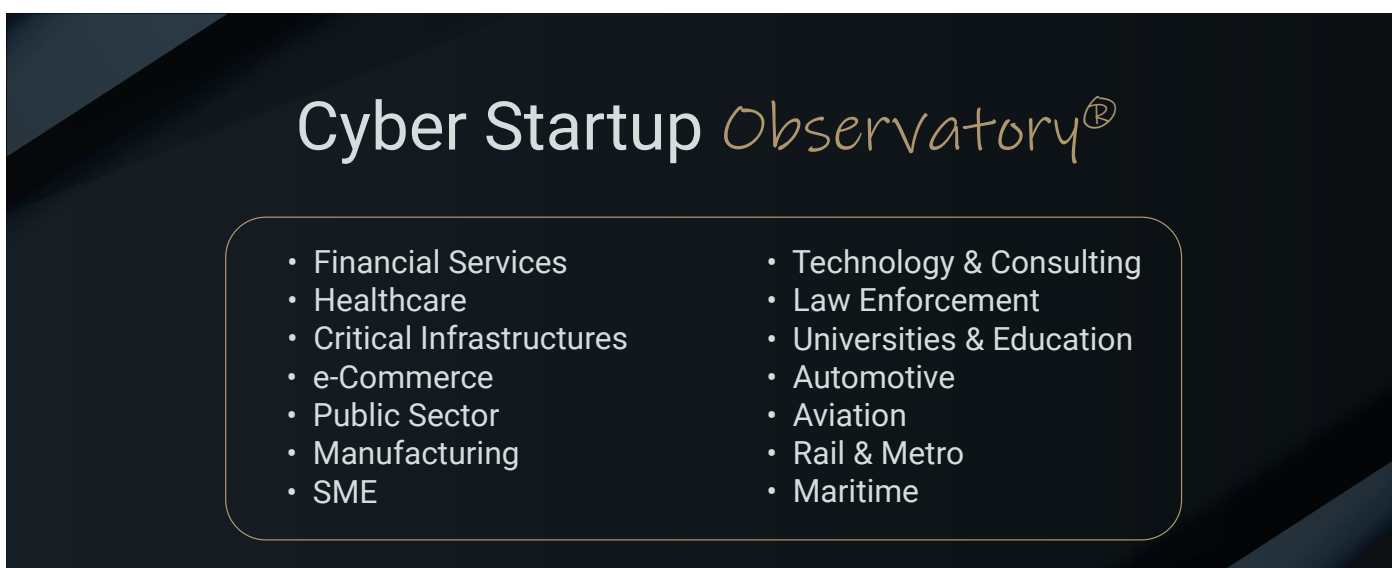 Cyber Startup Observatory®
• Financial Services
• Healthcare
• Critical Infrastructures
• e-Commerce
• Public Sector
• Manufacturing
• SME
• Technology & Consulting
• Law Enforcement
• Universities & Education
• Automotive
• Aviation
• Rail & Metro
• Maritime